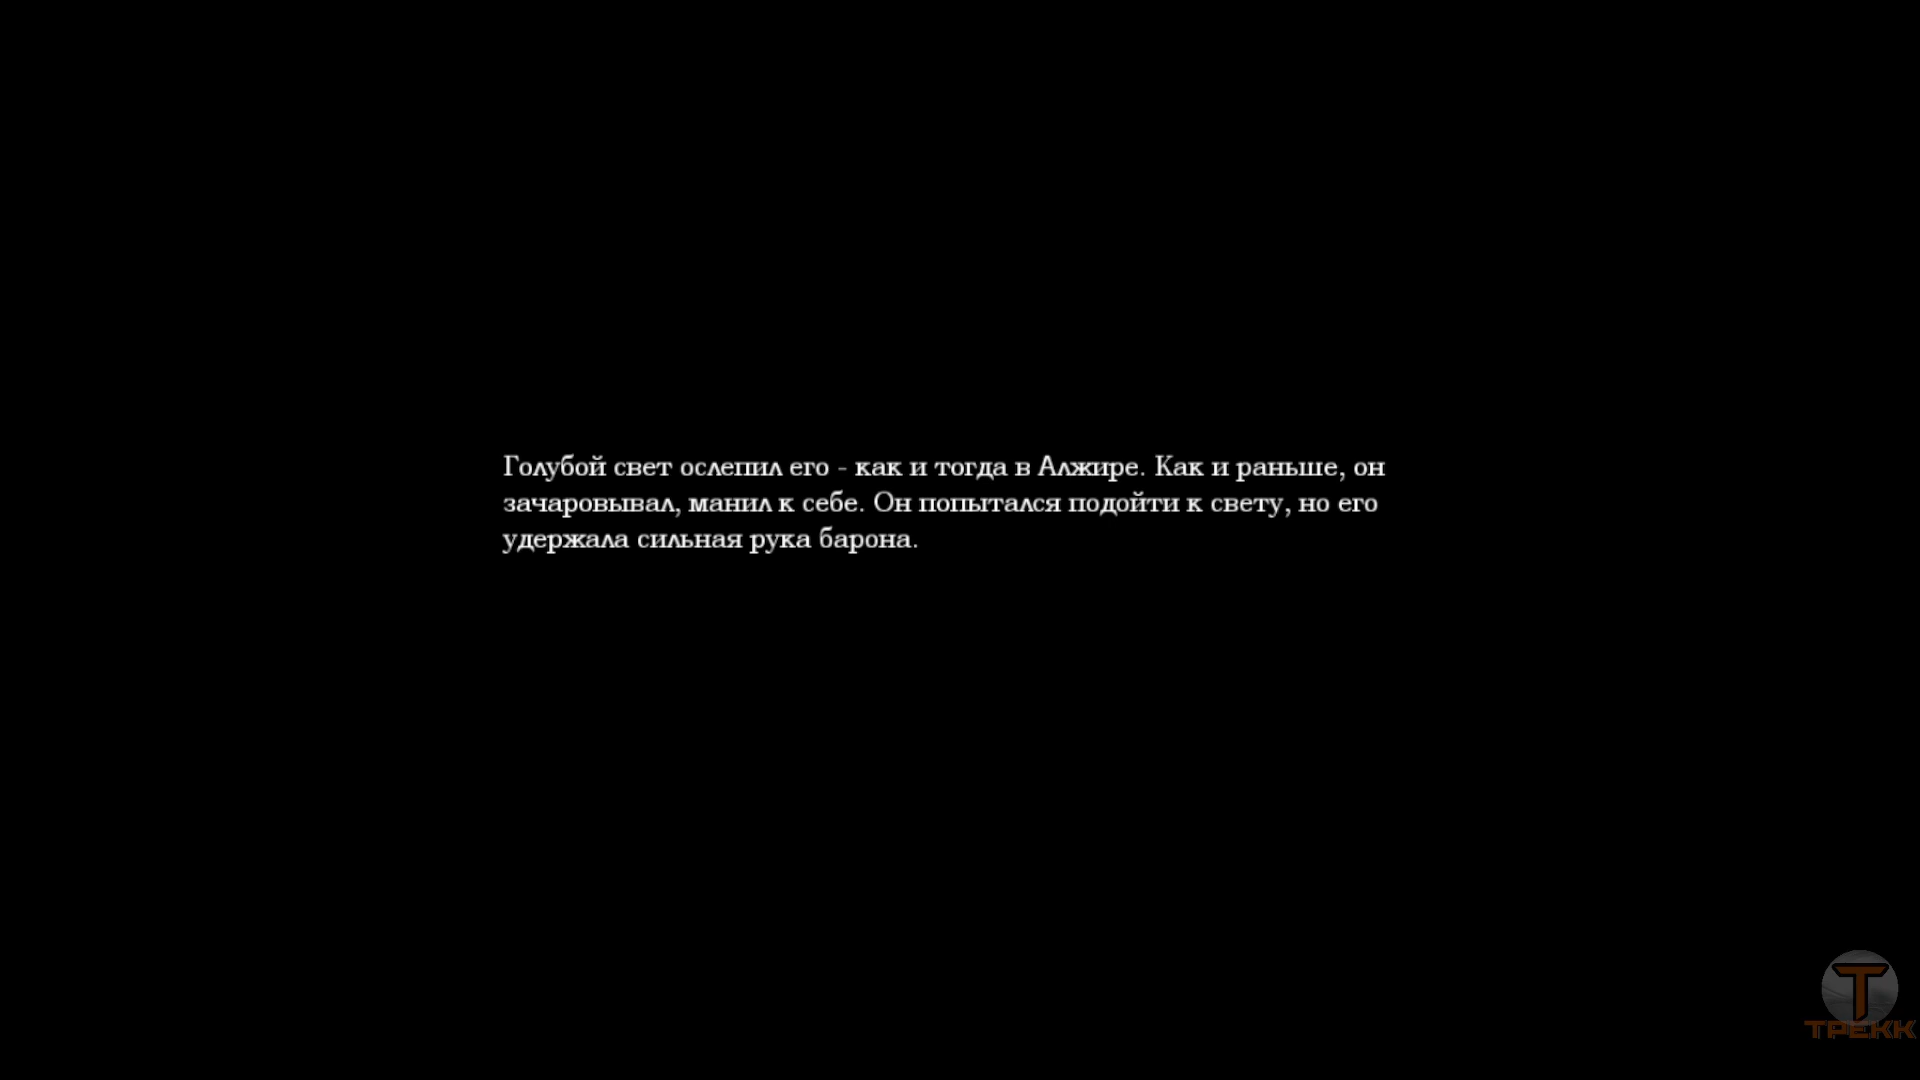 Голубой свет ослепил его - как и тогда в Алжире. Как и раньше, он
зачаровывал, манил к себе. Он попытался подойти к свету, но его
удержала сильная рука барона.
Т
ТРЕКК